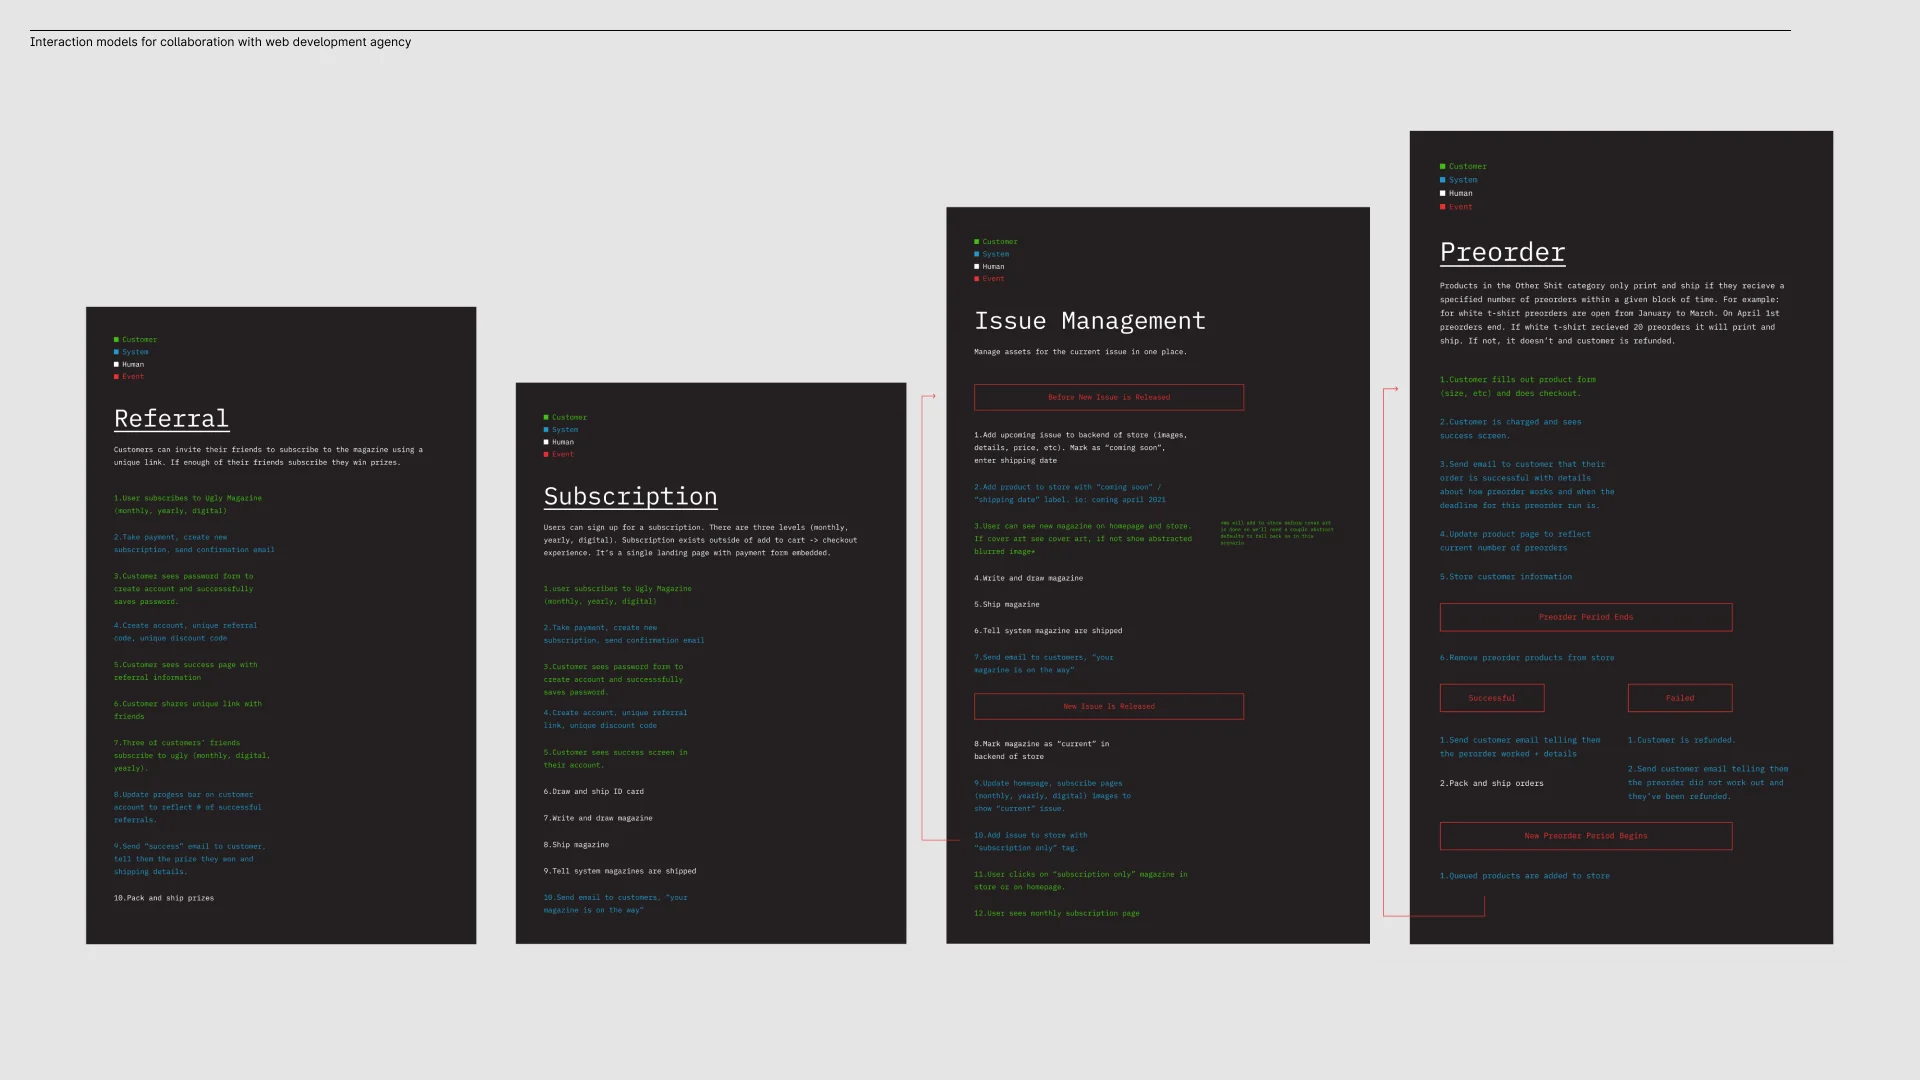 Interaction models for collaboration with web development agency
Customer
System
Human
Event
Referral
Customers can invite their friends to subscribe to the magazine using a
unique link. If enough of their friends subscribe they win prizes.
1.User subscribes to Ugly Magazine
(monthly, yearly, digital)
2.Take payment, create new
subscription, send confirmation email
3.Customer sees password form to
create account and successfully
saves password.
4.Create account, unique referral
code, unique discount code
5.Customer sees success page with
referral information
6.Customer shares unique link with
friends
7.Three of customers' friends
subscribe to ugly (monthly, digital,
yearly).
8.Update progess bar on customer
account to reflect # of successful
referrals.
9.Send "success" email to customer,
tell them the prize they won and
shipping details.
10.Pack and ship prizes
Customer
System
Human
Event
Subscription
Users can sign up for a subscription. There are three levels (monthly,
yearly, digital). Subscription exists outside of add to cart -> checkout
experience. It's a single landing page with payment form embedded.
1.user subscribes to Ugly Magazine
(monthly, yearly, digital)
2.Take payment, create new
subscription, send confirmation email
3.Customer sees password form to
create account and successsfully
saves password.
4.Create account, unique referral
link, unique discount code
5.Customer sees success screen in
their account.
6.Draw and ship ID card
7.Write and draw magazine
8.Ship magazine
9.Tell system magazines are shipped
10.Send email to customers, "your
magazine is on the way"
Customer
System
Human
Event
Issue Management
Manage assets for the current issue in one place.
Before New Issue is Released
1.Add upcoming issue to backend of store (images,
details, price, etc). Mark as "coming soon",
enter shipping date
2.Add product to store with "coming soon" /
"shipping date" label. ie: coming april 2021
3.User can see new magazine on homepage and store.
If cover art see cover art, if not show abstracted
blurred image*
*We will add to store before cover art
is done so we'll need a couple abstract
defaults to fall back on in this
scenario
4.Write and draw magazine
5.Ship magazine
6.Tell system magazine are shipped
7.Send email to customers, "your
magazine is on the way"
New Issue Is Released
8.Mark magazine as "current" in
backend of store
9.Update homepage, subscribe pages
(monthly, yearly, digital) images to
show "current" issue.
10.Add issue to store with
"subscription only" tag.
11.User clicks on "subscription only" magazine in
store or on homepage.
12.User sees monthly subscription page
Customer
System
Human
Event
Preorder
Products in the Other Shit category only print and ship if they recieve a
specified number of preorders within a given block of time. For example:
for white t-shirt preorders are open from January to March. On April 1st
preorders end. If white t-shirt recieved 20 preorders it will print and
ship. If not, it doesn't and customer is refunded.
1.Customer fills out product form
(size, etc) and does checkout.
2.Customer is charged and sees
success screen.
3.Send email to customer that their
order is successful with details
about how preorder works and when the
deadline for this preorder run is.
4.Update product page to reflect
current number of preorders
5.Store customer information
Preorder Period Ends
6.Remove preorder products from store
Successful
1.Send customer email telling them
the perorder worked + details
2.Pack and ship orders
Failed
1.Customer is refunded.
2.Send customer email telling them
the preorder did not work out and
they've been refunded.
New Preorder Period Begins
1.Queued products are added to store